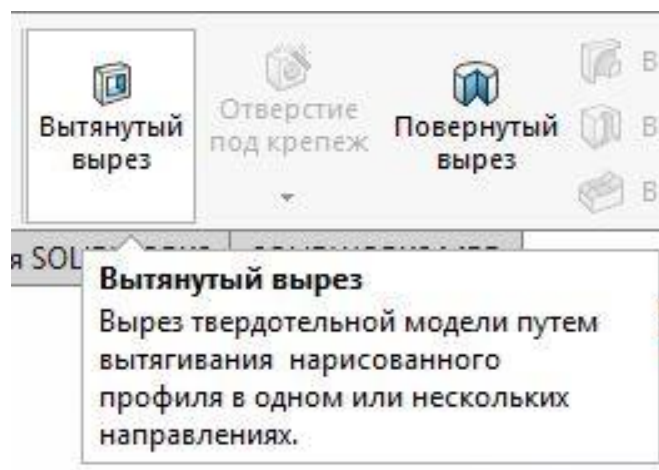 Вытянутый
вырез
Отверстие
под крепеж
Повернутый
вырез
В
В
В
я SOL
Вытянутый вырез
Вырез твердотельной модели путем
вытягивания нарисованного
профиля в одном или нескольких
направлениях.